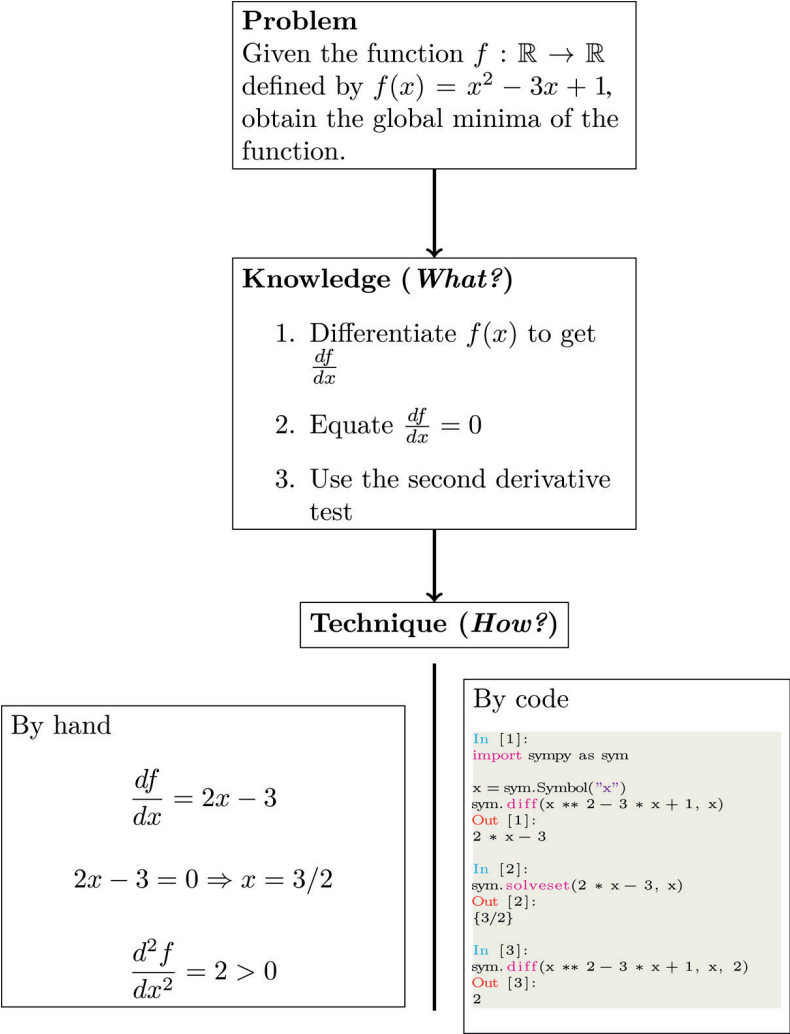 Problem
Given the function f : ℝ → ℝ
defined by f(x) = x² − 3x + 1,
obtain the global minima of the
function.
Knowledge (What?)
1. Differentiate f(x) to get
df/dx
2. Equate df/dx = 0
3. Use the second derivative
test
Technique (How?)
By hand
df/dx = 2x − 3
2x − 3 = 0 ⇒ x = 3/2
d²f/dx² = 2 > 0
By code
In [1]:
import sympy as sym
x = sym.Symbol("x")
sym.diff(x ** 2 − 3 * x + 1, x)
Out [1]:
2 * x − 3
In [2]:
sym.solveset(2 * x − 3, x)
Out [2]:
{3/2}
In [3]:
sym.diff(x ** 2 − 3 * x + 1, x, 2)
Out [3]:
2